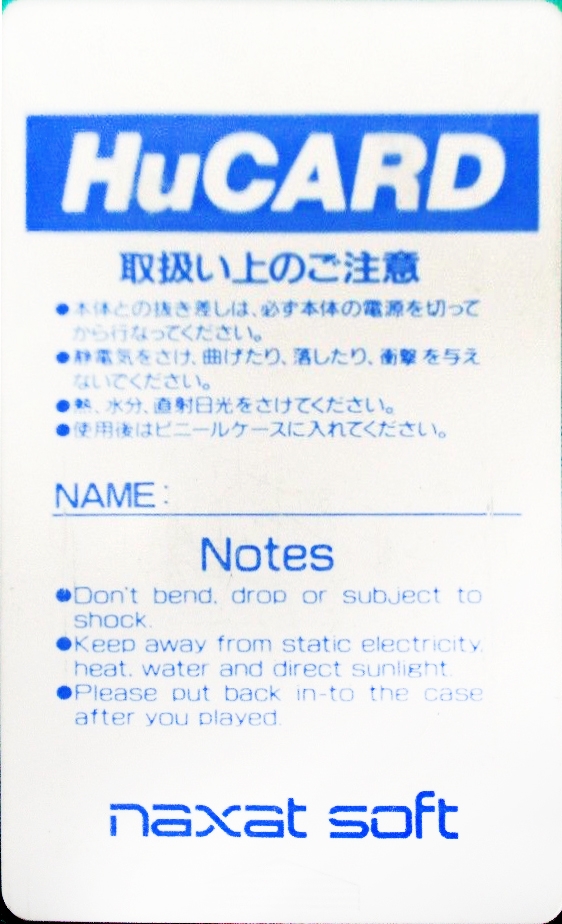 HuCARD
取扱い上のご注意
●本体との抜き差しは、必ず本体の電源を切って
から行なってください。
●静電気をさけ、曲げたり、落したり、衝撃を与え
ないでください。
●熱、水分、直射日光をさけてください。
●使用後はビニールケースに入れてください。
NAME:
Notes
●Don't bend, drop or subject to
shock.
●Keep away from static electricity,
heat, water and direct sunlight.
●Please put back in-to the case
after you played.
naxat soft